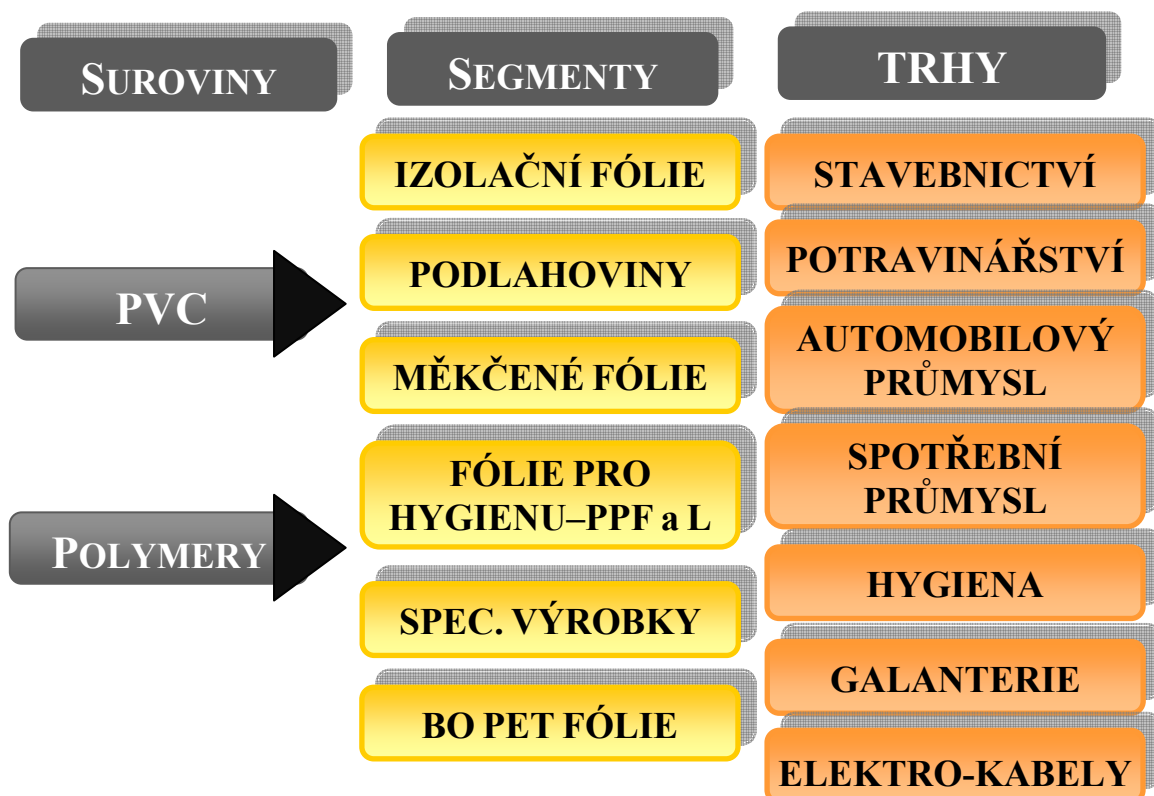 SUROVINY
SEGMENTY
TRHY
PVC
POLYMERY
IZOLAČNÍ FÓLIE
PODLAHOVINY
MĚKČENÉ FÓLIE
FÓLIE PRO
HYGIENU–PPF a L
SPEC. VÝROBKY
BO PET FÓLIE
STAVEBNICTVÍ
POTRAVINÁŘSTVÍ
AUTOMOBILOVÝ
PRŮMYSL
SPOTŘEBNÍ
PRŮMYSL
HYGIENA
GALANTERIE
ELEKTRO-KABELY